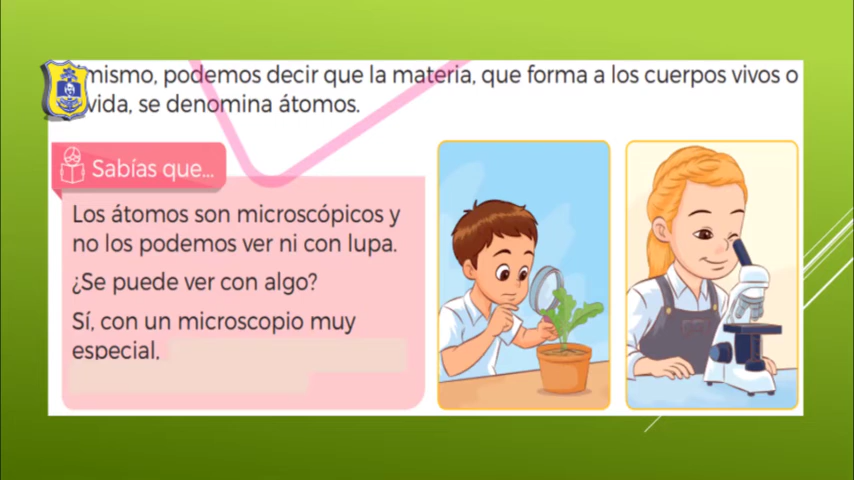 mismo, podemos decir que la materia, que forma a los cuerpos vivos o
vida, se denomina átomos.
Sabías que...
Los átomos son microscópicos y
no los podemos ver ni con lupa.
¿Se puede ver con algo?
Sí, con un microscopio muy
especial,